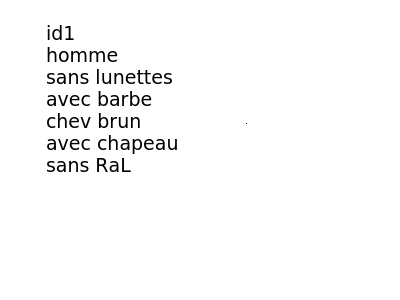 id1
homme
sans lunettes
avec barbe
chev brun
avec chapeau
sans RaL